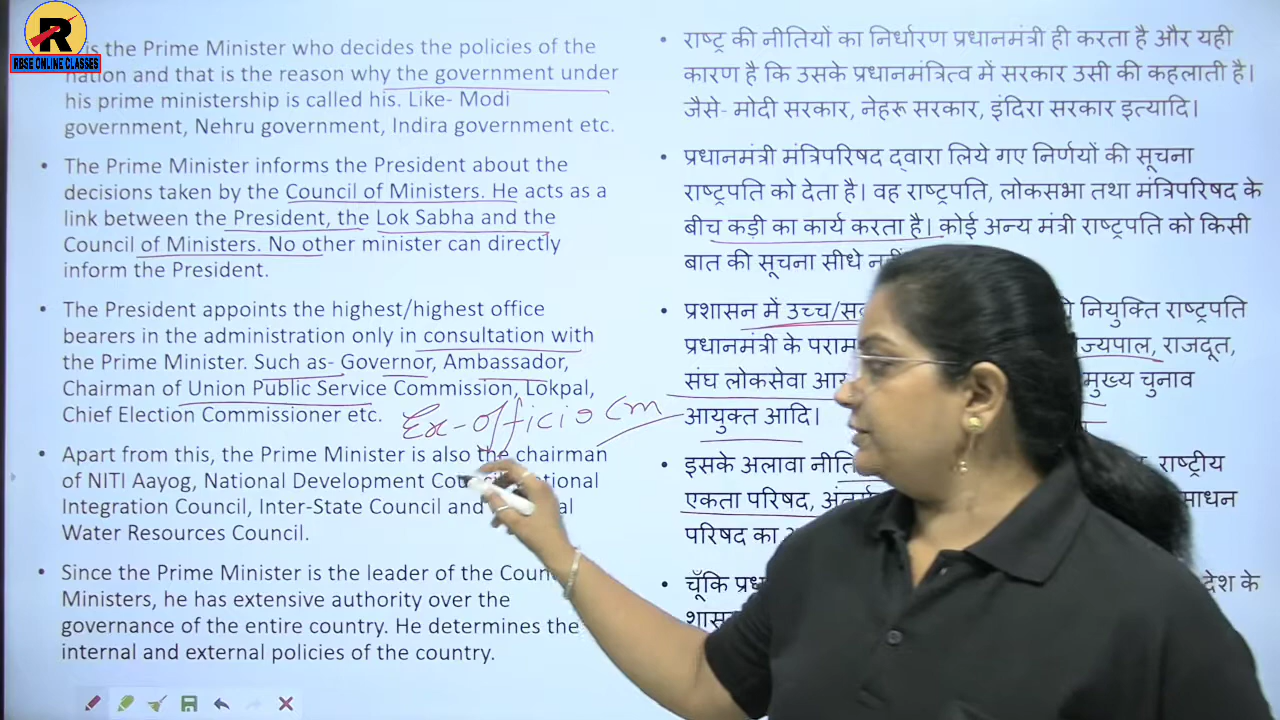 R
RBSE ONLINE CLASSES
is the Prime Minister who decides the policies of the
nation and that is the reason why the government under
his prime ministership is called his. Like- Modi
government, Nehru government, Indira government etc.
• The Prime Minister informs the President about the
decisions taken by the Council of Ministers. He acts as a
link between the President, the Lok Sabha and the
Council of Ministers. No other minister can directly
inform the President.
• The President appoints the highest/highest office
bearers in the administration only in consultation with
the Prime Minister. Such as- Governor, Ambassador,
Chairman of Union Public Service Commission, Lokpal,
Chief Election Commissioner etc.
Ex-officio Cm
• Apart from this, the Prime Minister is also the chairman
of NITI Aayog, National Development
Integration Council, Inter-State Council and
Water Resources Council.
• Since the Prime Minister is the leader of the
Ministers, he has extensive authority over the
governance of the entire country. He determines the
internal and external policies of the country.
• राष्ट्र की नीतियों का निर्धारण प्रधानमंत्री ही करता है और यही
कारण है कि उसके प्रधानमंत्रित्व में सरकार उसी की कहलाती है।
जैसे- मोदी सरकार, नेहरू सरकार, इंदिरा सरकार इत्यादि।
• प्रधानमंत्री मंत्रिपरिषद द्वारा लिये गए निर्णयों की सूचना
राष्ट्रपति को देता है। वह राष्ट्रपति, लोकसभा तथा मंत्रिपरिषद के
बीच कड़ी का कार्य करता है। कोई अन्य मंत्री राष्ट्रपति को किसी
बात की सूचना सीधे
• प्रशासन में उच्च/ नियुक्ति राष्ट्रपति
प्रधानमंत्री के राजदूत,
संघ लोकसेवा मुख्य चुनाव
आयुक्त आदि।
• इसके अलावा राष्ट्रीय
एकता परिषद,
परिषद का
• चूँकि देश के